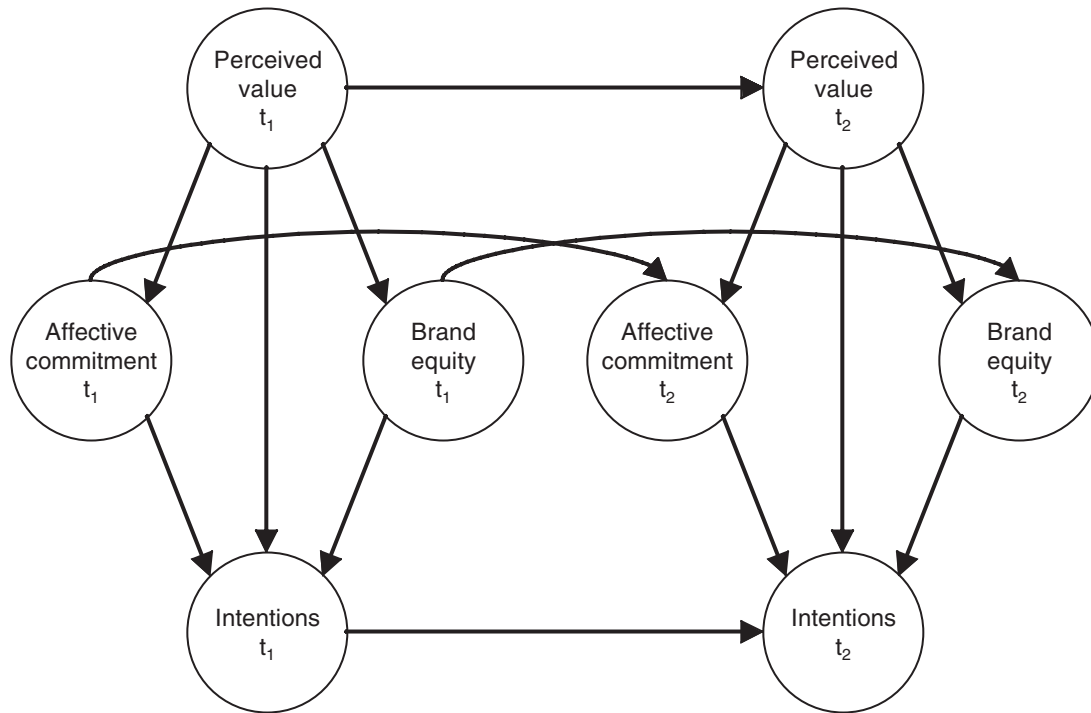 Perceived
value
t₁
Perceived
value
t₂
Affective
commitment
t₁
Brand
equity
t₁
Affective
commitment
t₂
Brand
equity
t₂
Intentions
t₁
Intentions
t₂